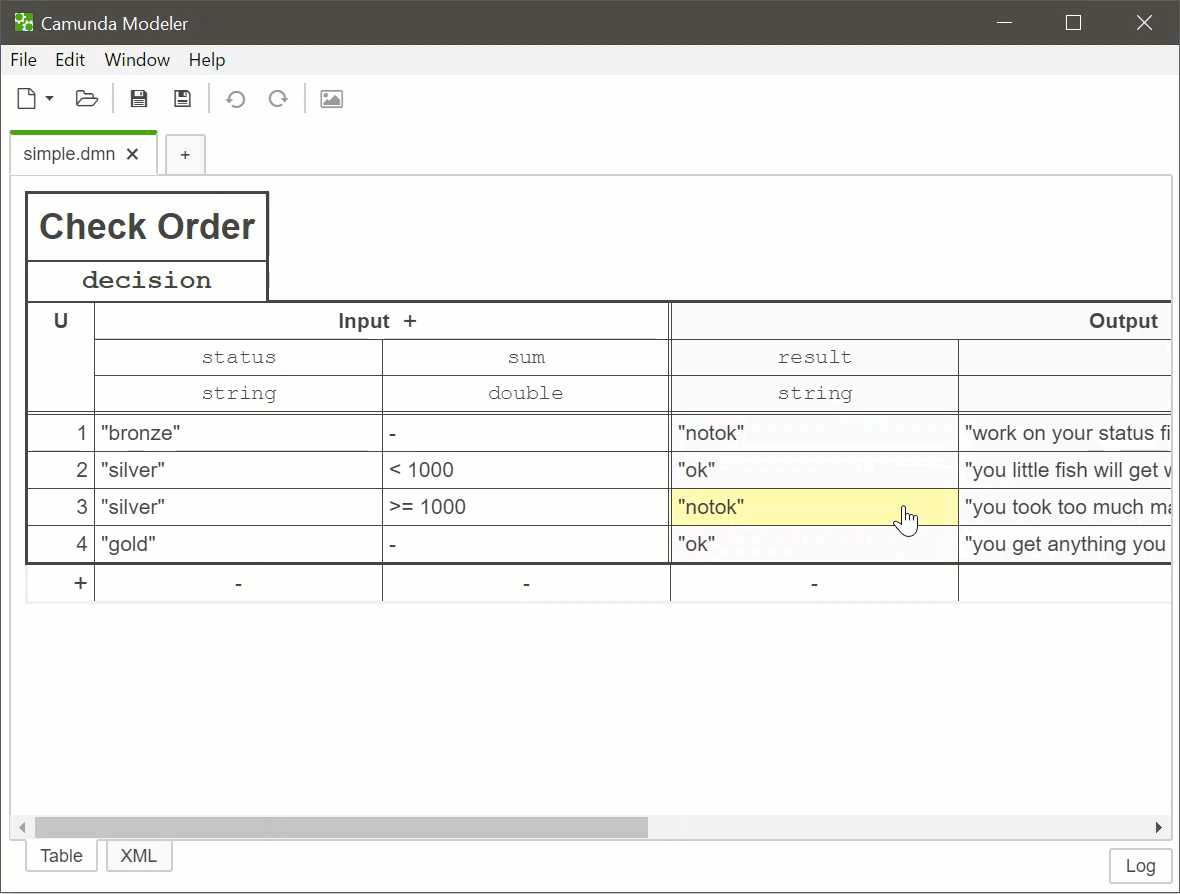 Camunda Modeler
File Edit Window Help
simple.dmn ✕ +
Check Order
decision
U Input + Output
status sum result
string double string
1 "bronze" - "notok" "work on your status fi
2 "silver" < 1000 "ok" "you little fish will get
3 "silver" >= 1000 "notok" "you took too much
4 "gold" - "ok" "you get anything you
+ - - -
Table XML
Log